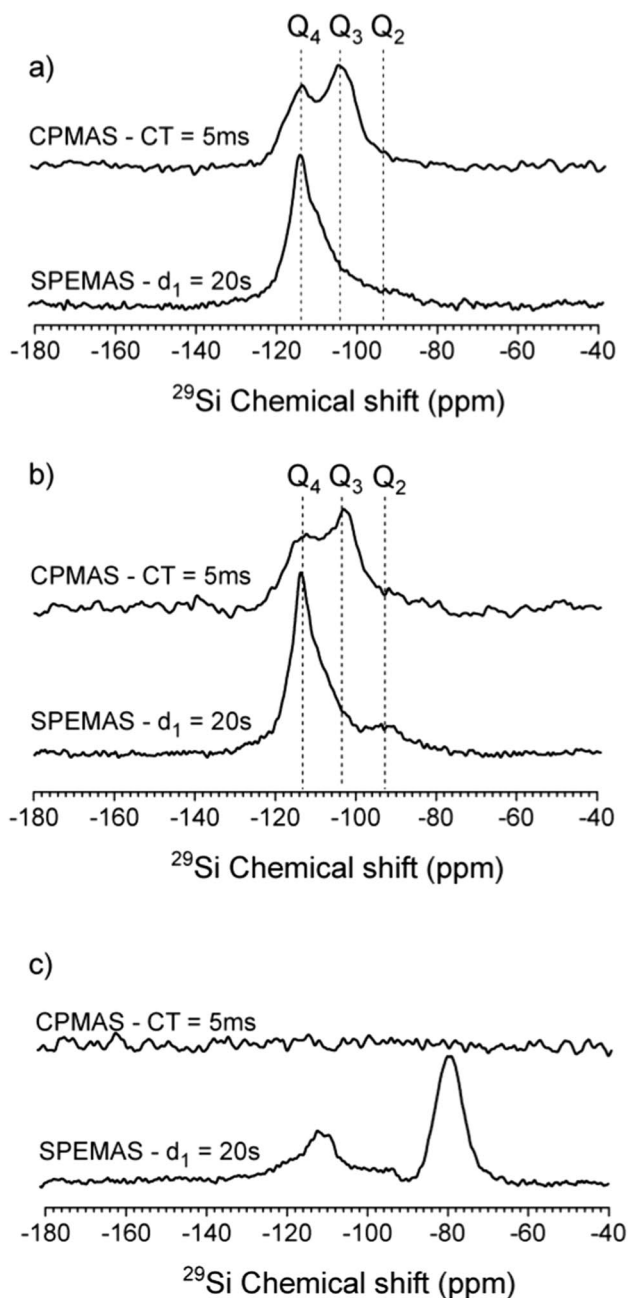 Q₄ Q₃ Q₂
a)
CPMAS - CT = 5ms
SPEMAS - d₁ = 20s
-180 -160 -140 -120 -100 -80 -60 -40
²⁹Si Chemical shift (ppm)
b)
Q₄ Q₃ Q₂
CPMAS - CT = 5ms
SPEMAS - d₁ = 20s
-180 -160 -140 -120 -100 -80 -60 -40
²⁹Si Chemical shift (ppm)
c)
CPMAS - CT = 5ms
SPEMAS - d₁ = 20s
-180 -160 -140 -120 -100 -80 -60 -40
²⁹Si Chemical shift (ppm)